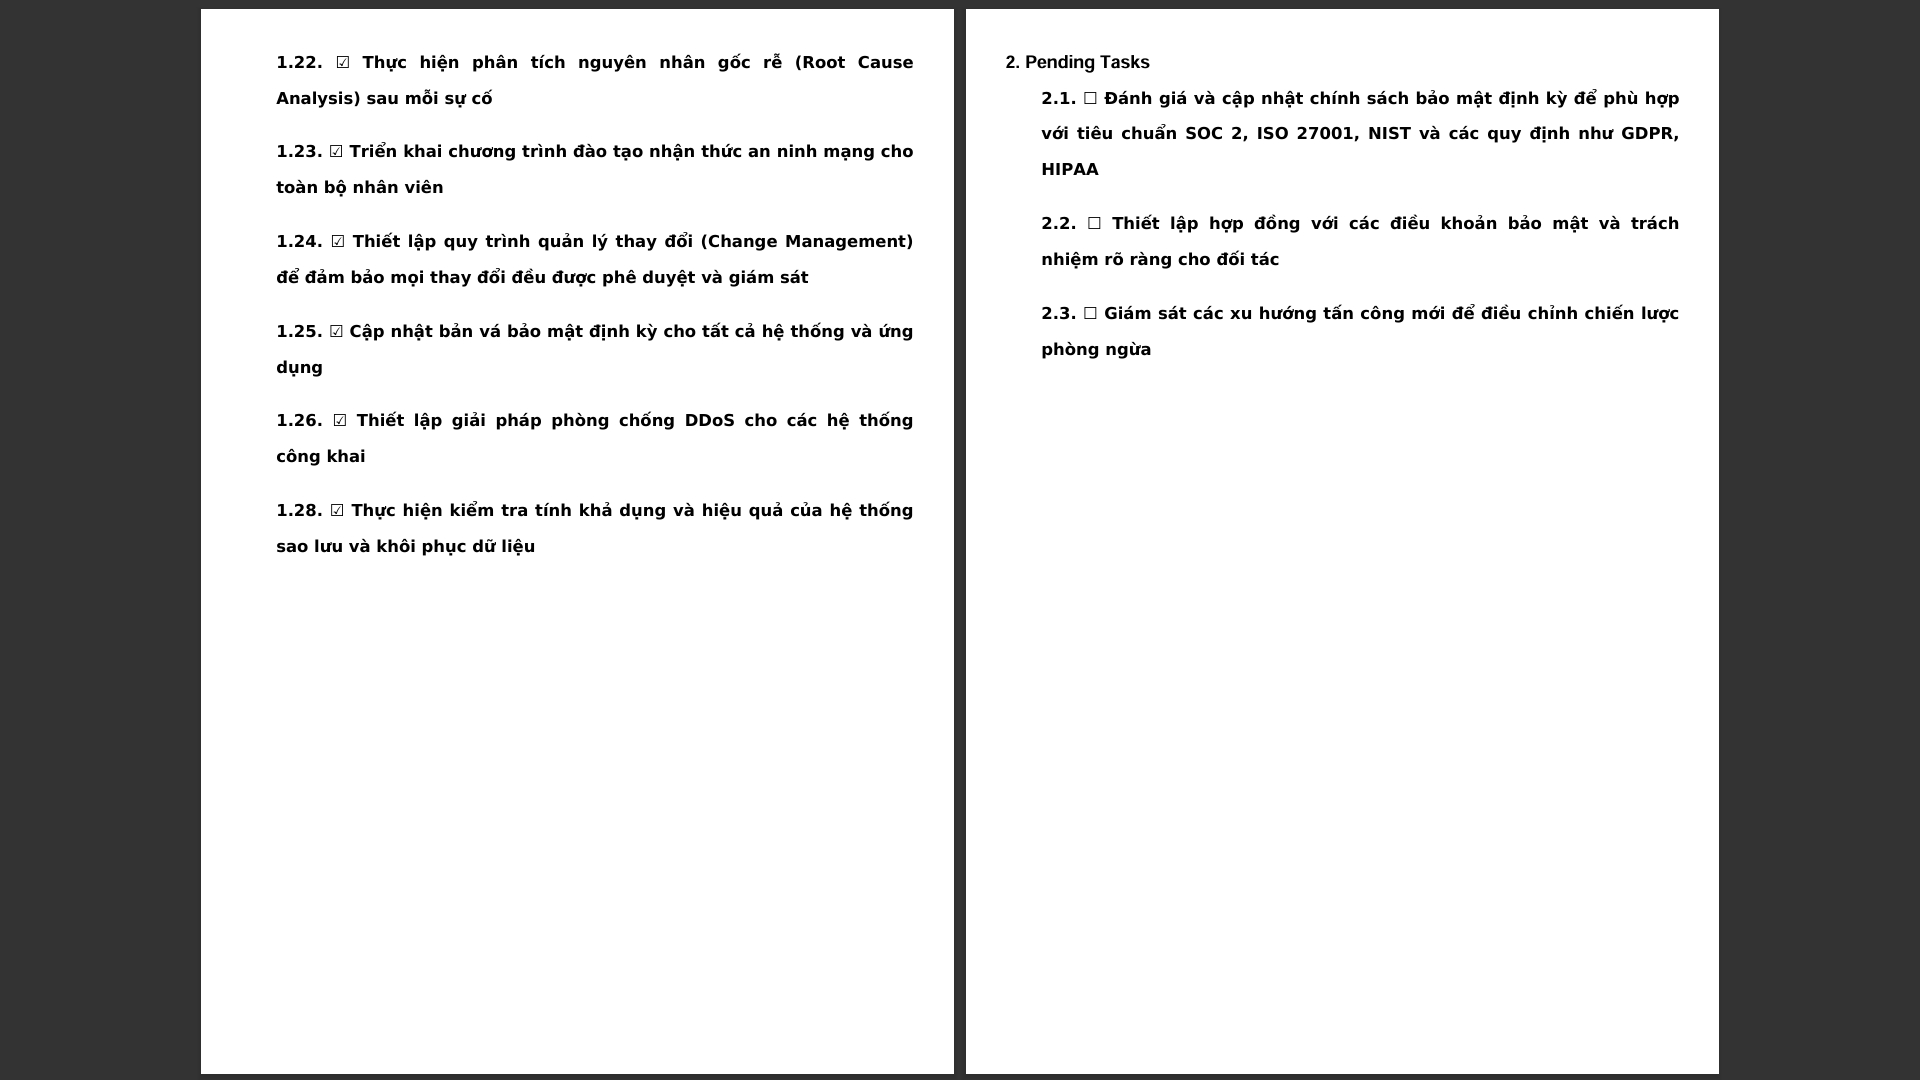 1.22. ☑ Thực hiện phân tích nguyên nhân gốc rễ (Root Cause
Analysis) sau mỗi sự cố
1.23. ☑ Triển khai chương trình đào tạo nhận thức an ninh mạng cho
toàn bộ nhân viên
1.24. ☑ Thiết lập quy trình quản lý thay đổi (Change Management)
để đảm bảo mọi thay đổi đều được phê duyệt và giám sát
1.25. ☑ Cập nhật bản vá bảo mật định kỳ cho tất cả hệ thống và ứng
dụng
1.26. ☑ Thiết lập giải pháp phòng chống DDoS cho các hệ thống
công khai
1.28. ☑ Thực hiện kiểm tra tính khả dụng và hiệu quả của hệ thống
sao lưu và khôi phục dữ liệu
2. Pending Tasks
2.1. ☐ Đánh giá và cập nhật chính sách bảo mật định kỳ để phù hợp
với tiêu chuẩn SOC 2, ISO 27001, NIST và các quy định như GDPR,
HIPAA
2.2. ☐ Thiết lập hợp đồng với các điều khoản bảo mật và trách
nhiệm rõ ràng cho đối tác
2.3. ☐ Giám sát các xu hướng tấn công mới để điều chỉnh chiến lược
phòng ngừa